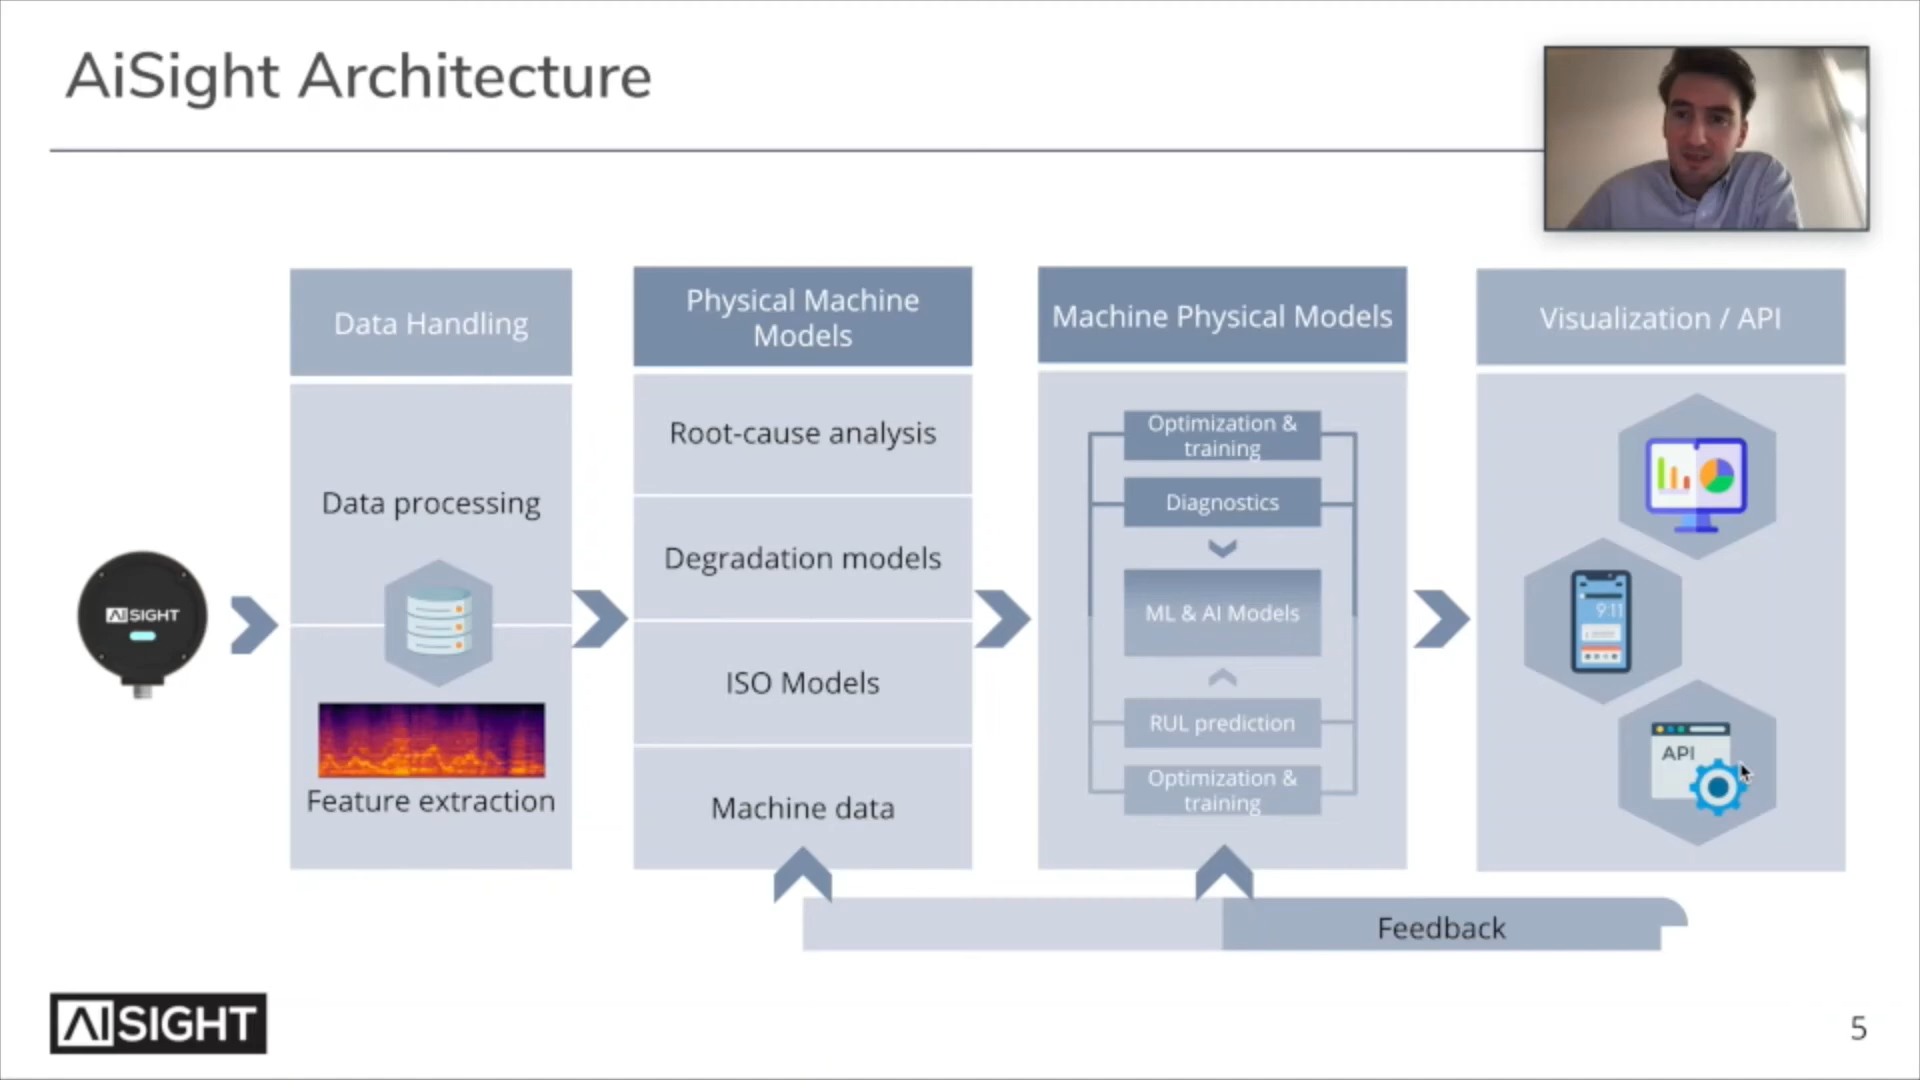 AiSight Architecture
Data Handling
Data processing
Feature extraction
AISIGHT
Physical Machine
Models
Root-cause analysis
Degradation models
ISO Models
Machine data
Machine Physical Models
Optimization &
training
Diagnostics
ML & AI Models
RUL prediction
Optimization &
training
Visualization / API
9:11
API
Feedback
AISIGHT
5